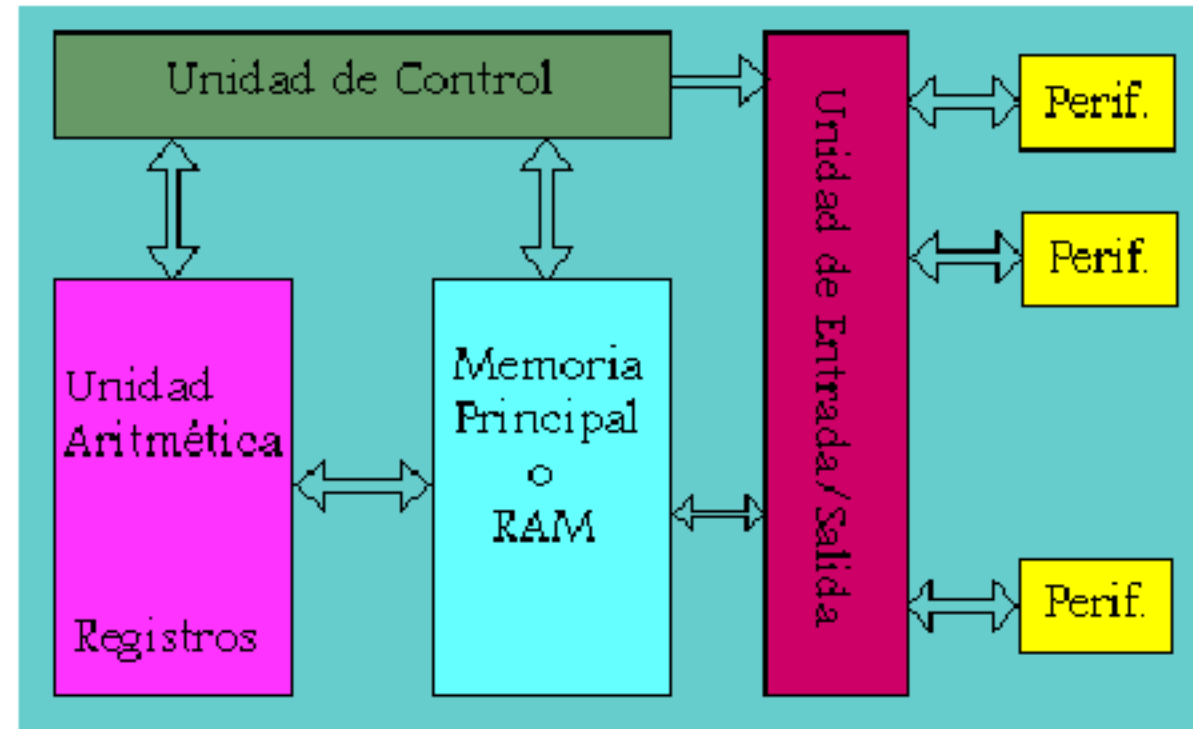 Unidad de Control
Unidad
Aritmética
Registros
Memoria
Principal
o
RAM
Unidad de Entrada/Salida
Perif.
Perif.
Perif.